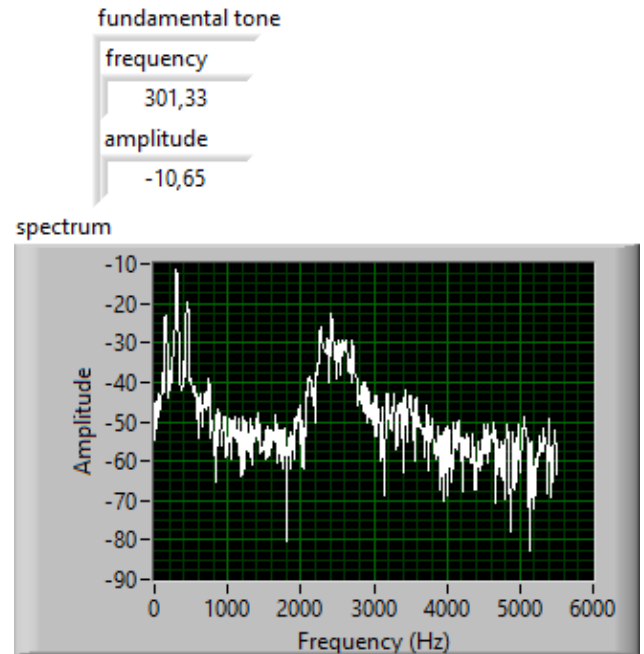 fundamental tone
frequency
301,33
amplitude
-10,65
spectrum
-10
-20
-30
-40
-50
-60
-70
-80
-90
Amplitude
0 1000 2000 3000 4000 5000 6000
Frequency (Hz)